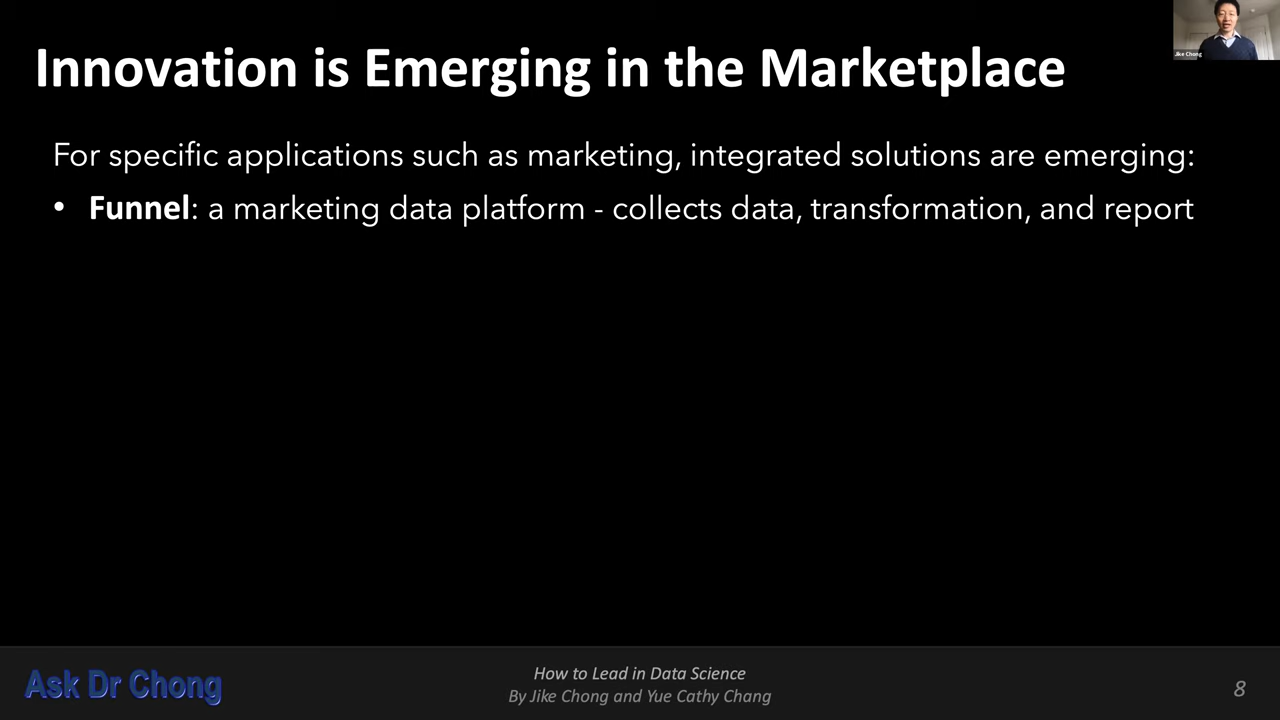 Innovation is Emerging in the Marketplace
Jike Chong
For specific applications such as marketing, integrated solutions are emerging:
• Funnel: a marketing data platform - collects data, transformation, and report
Ask Dr Chong
How to Lead in Data Science
By Jike Chong and Yue Cathy Chang
8